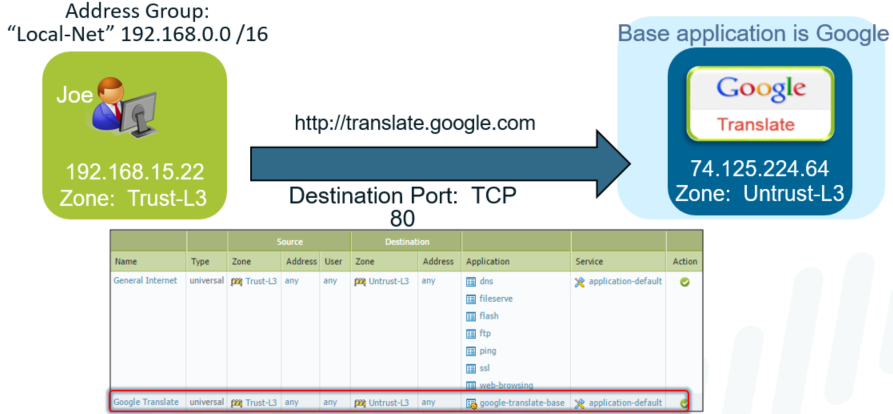 Address Group:
“Local-Net” 192.168.0.0 /16
Base application is Google
Joe
192.168.15.22
Zone: Trust-L3
http://translate.google.com
Destination Port: TCP
80
Google
Translate
74.125.224.64
Zone: Untrust-L3
Source Destination
Name Type Zone Address User Zone Address Application Service Action
General Internet universal Trust-L3 any any Untrust-L3 any dns application-default
fileserve
flash
ftp
ping
ssl
web-browsing
Google Translate universal Trust-L3 any any Untrust-L3 any google-translate-base application-default